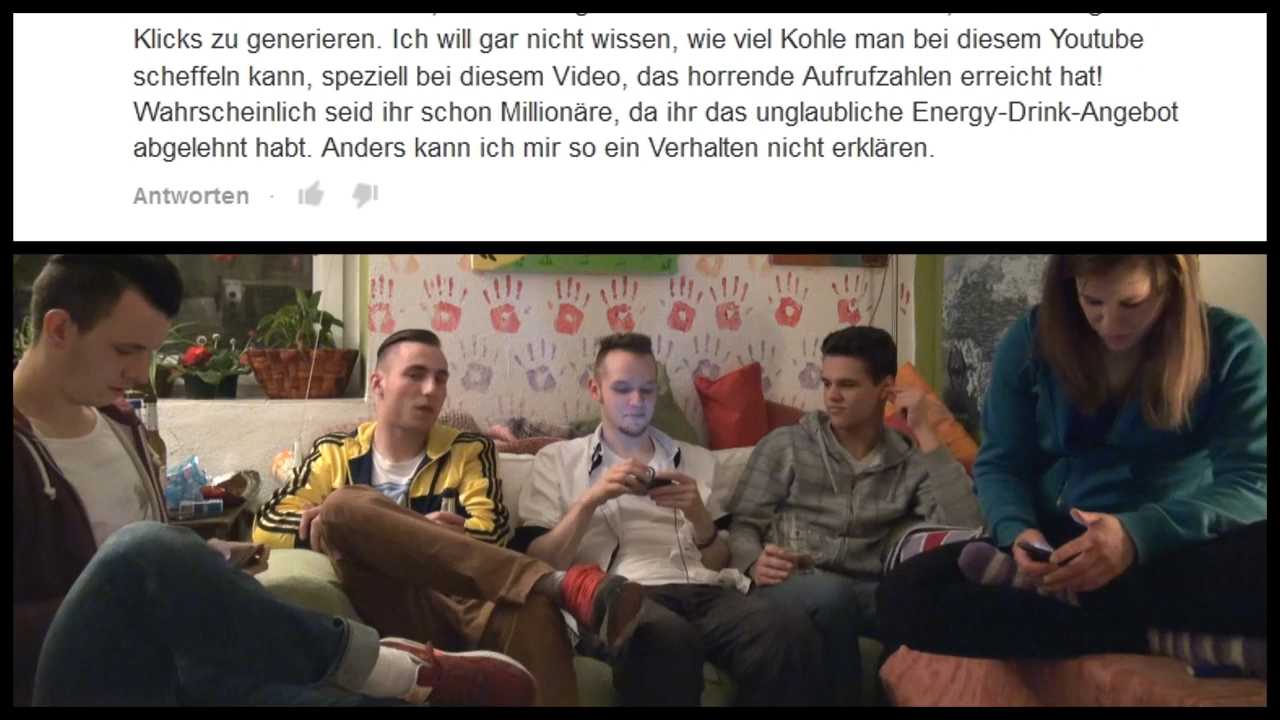 Klicks zu generieren. Ich will gar nicht wissen, wie viel Kohle man bei diesem Youtube
scheffeln kann, speziell bei diesem Video, das horrende Aufrufzahlen erreicht hat!
Wahrscheinlich seid ihr schon Millionäre, da ihr das unglaubliche Energy-Drink-Angebot
abgelehnt habt. Anders kann ich mir so ein Verhalten nicht erklären.
Antworten ·